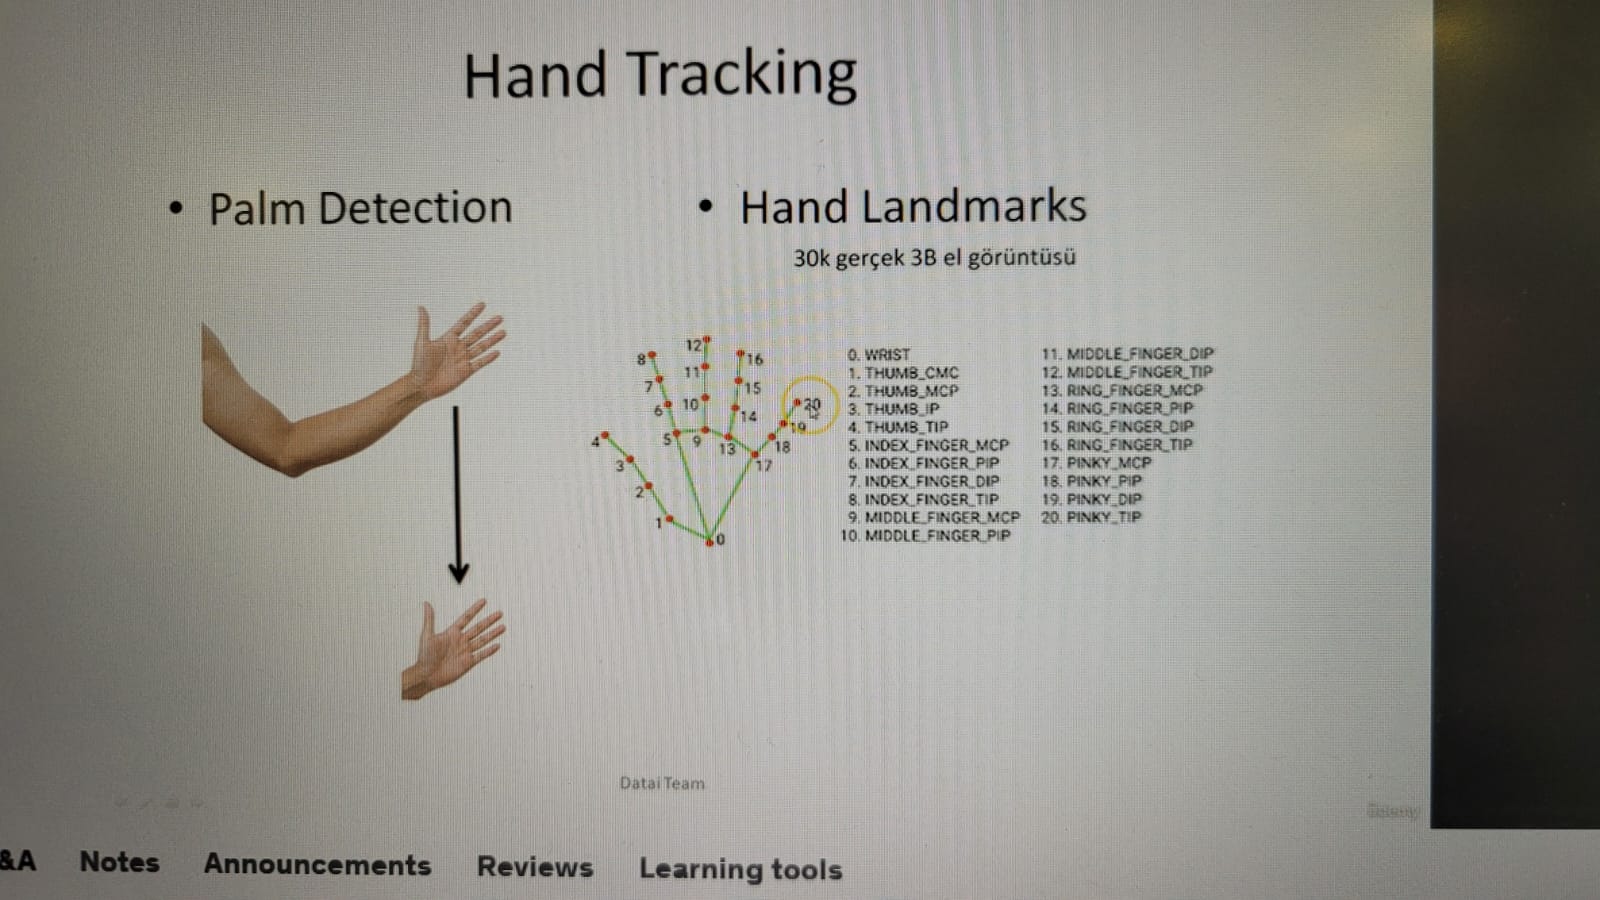 Hand Tracking
• Palm Detection
• Hand Landmarks
30k gerçek 3B el görüntüsü
12
8
16
11
7
15
10
6
20
14
19
4
5
9
13
18
3
17
2
1
0
0. WRIST
1. THUMB_CMC
2. THUMB_MCP
3. THUMB_IP
4. THUMB_TIP
5. INDEX_FINGER_MCP
6. INDEX_FINGER_PIP
7. INDEX_FINGER_DIP
8. INDEX_FINGER_TIP
9. MIDDLE_FINGER_MCP
10. MIDDLE_FINGER_PIP
11. MIDDLE_FINGER_DIP
12. MIDDLE_FINGER_TIP
13. RING_FINGER_MCP
14. RING_FINGER_PIP
15. RING_FINGER_DIP
16. RING_FINGER_TIP
17. PINKY_MCP
18. PINKY_PIP
19. PINKY_DIP
20. PINKY_TIP
Datai Team
Udemy
&A Notes Announcements Reviews Learning tools